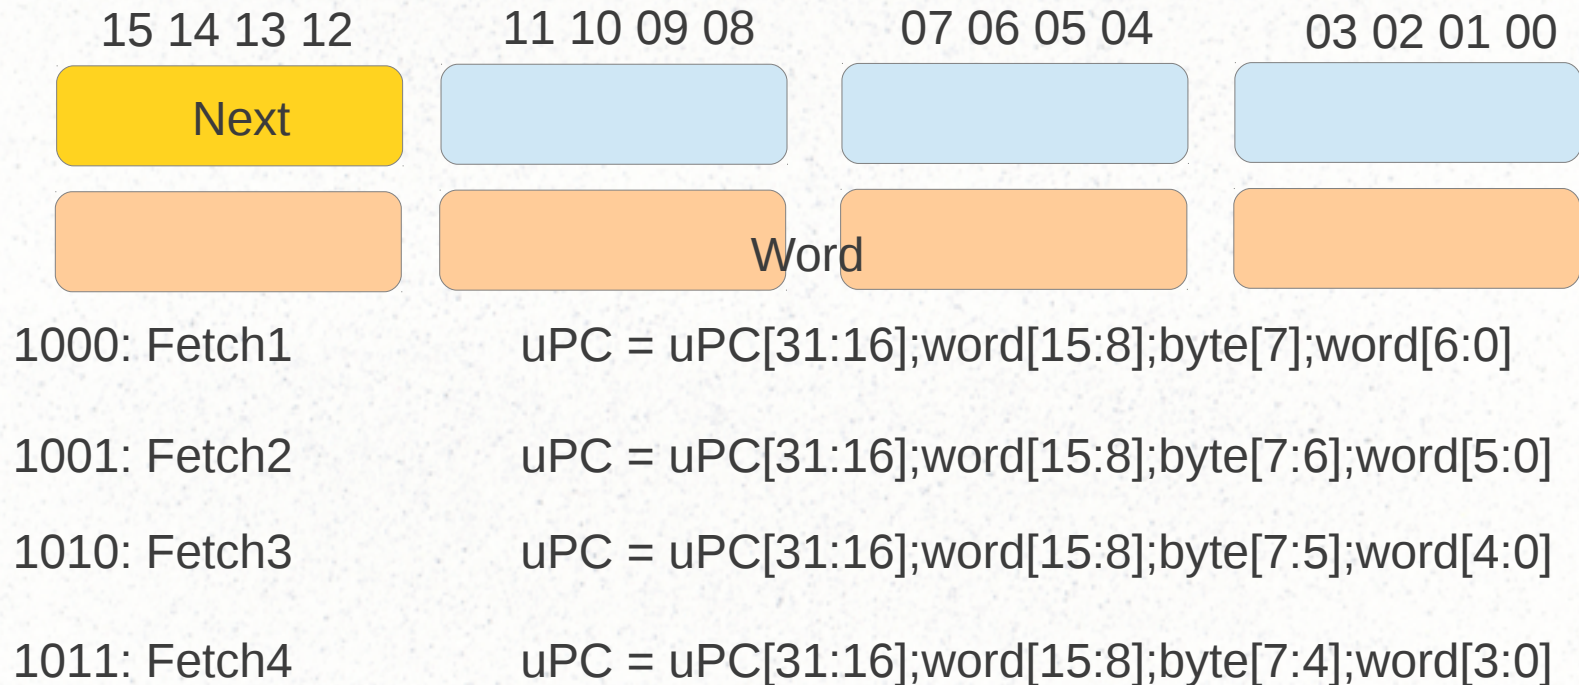 15 14 13 12 11 10 09 08 07 06 05 04 03 02 01 00
Next
Word
1000: Fetch1 uPC = uPC[31:16];word[15:8];byte[7];word[6:0]
1001: Fetch2 uPC = uPC[31:16];word[15:8];byte[7:6];word[5:0]
1010: Fetch3 uPC = uPC[31:16];word[15:8];byte[7:5];word[4:0]
1011: Fetch4 uPC = uPC[31:16];word[15:8];byte[7:4];word[3:0]